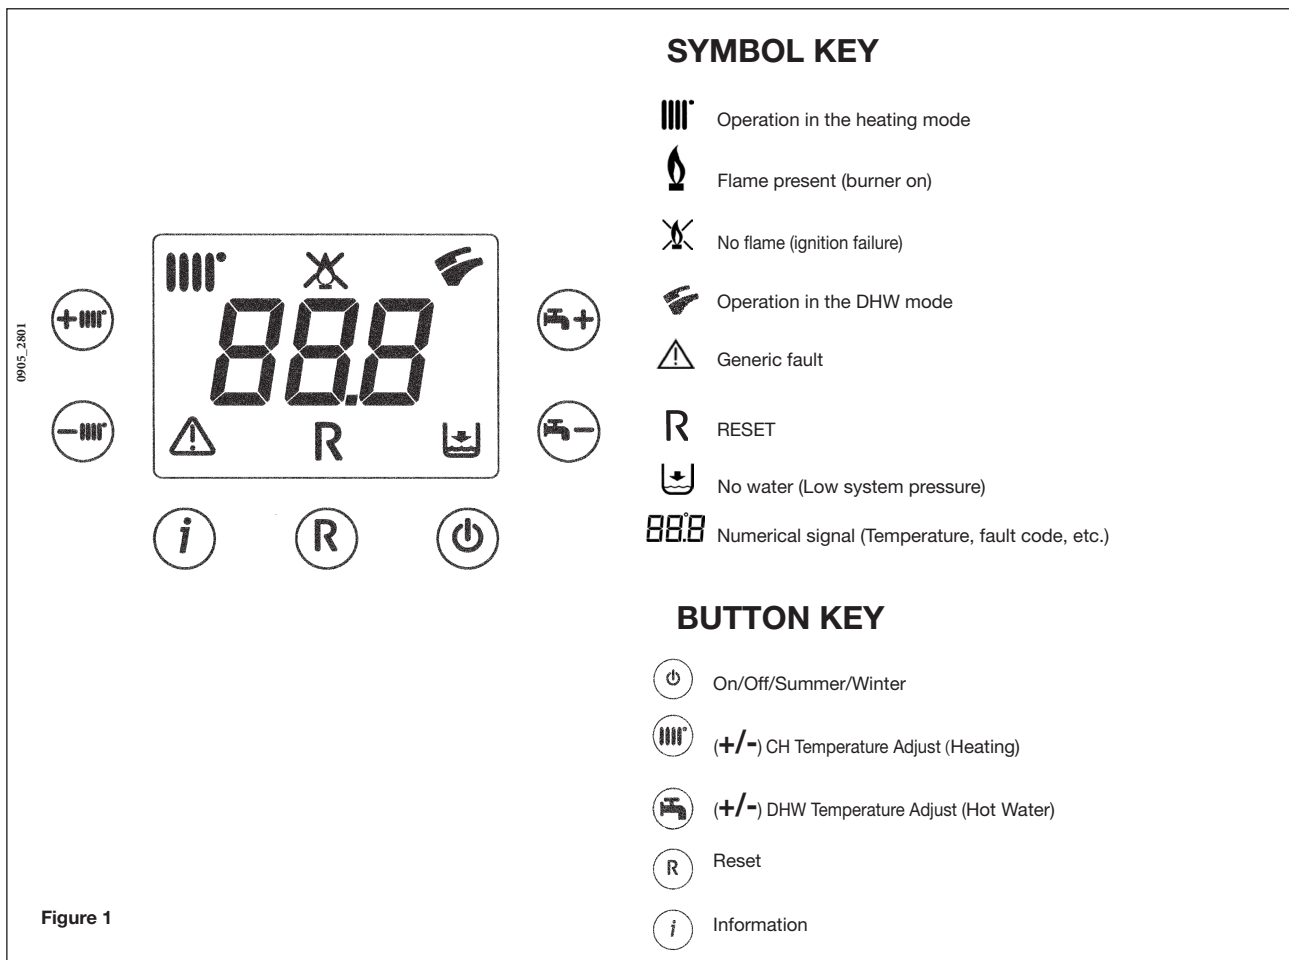 SYMBOL KEY
Operation in the heating mode
Flame present (burner on)
No flame (ignition failure)
Operation in the DHW mode
Generic fault
R RESET
No water (Low system pressure)
88.8 Numerical signal (Temperature, fault code, etc.)
0905_2801
+ +
88.8
- -
R
i R
BUTTON KEY
On/Off/Summer/Winter
(+/-) CH Temperature Adjust (Heating)
(+/-) DHW Temperature Adjust (Hot Water)
R Reset
i Information
Figure 1